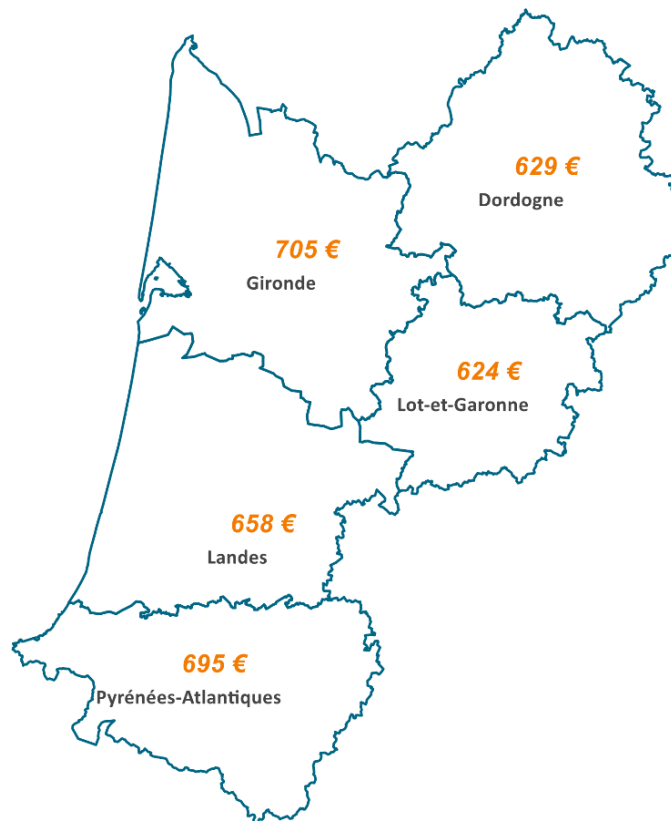 629 €
Dordogne
705 €
Gironde
624 €
Lot-et-Garonne
658 €
Landes
695 €
Pyrénées-Atlantiques